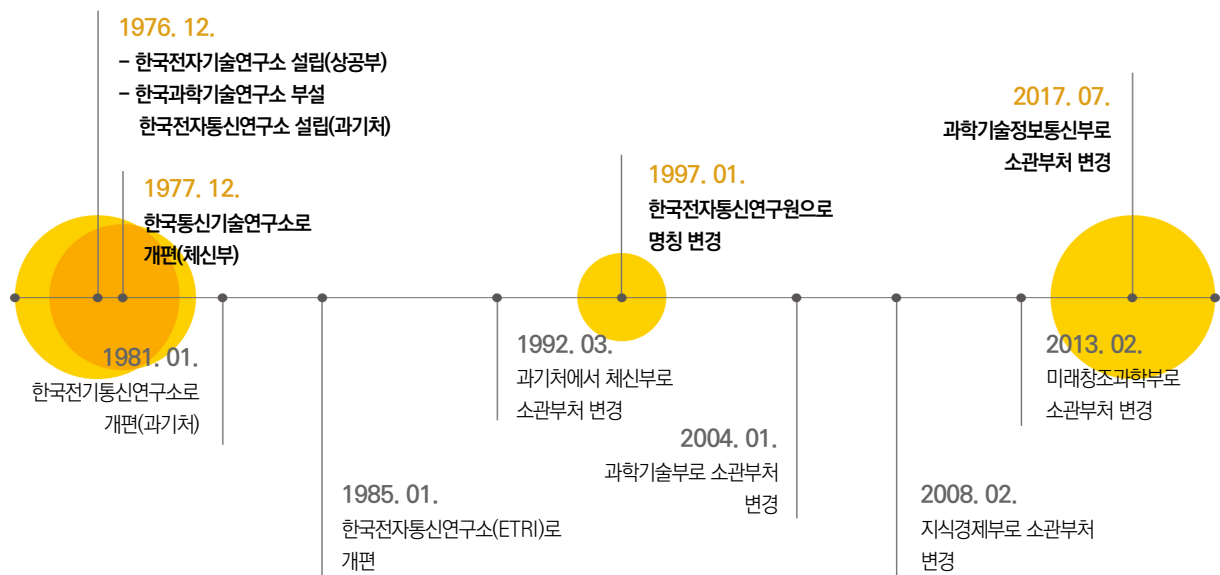 1976. 12.
– 한국전자기술연구소 설립(상공부)
– 한국과학기술연구소 부설
한국전자통신연구소 설립(과기처)
1977. 12.
한국통신기술연구소로
개편(체신부)
1981. 01.
한국전기통신연구소로
개편(과기처)
1985. 01.
한국전자통신연구소(ETRI)로
개편
1992. 03.
과기처에서 체신부로
소관부처 변경
1997. 01.
한국전자통신연구원으로
명칭 변경
2004. 01.
과학기술부로 소관부처
변경
2008. 02.
지식경제부로 소관부처
변경
2013. 02.
미래창조과학부로
소관부처 변경
2017. 07.
과학기술정보통신부로
소관부처 변경